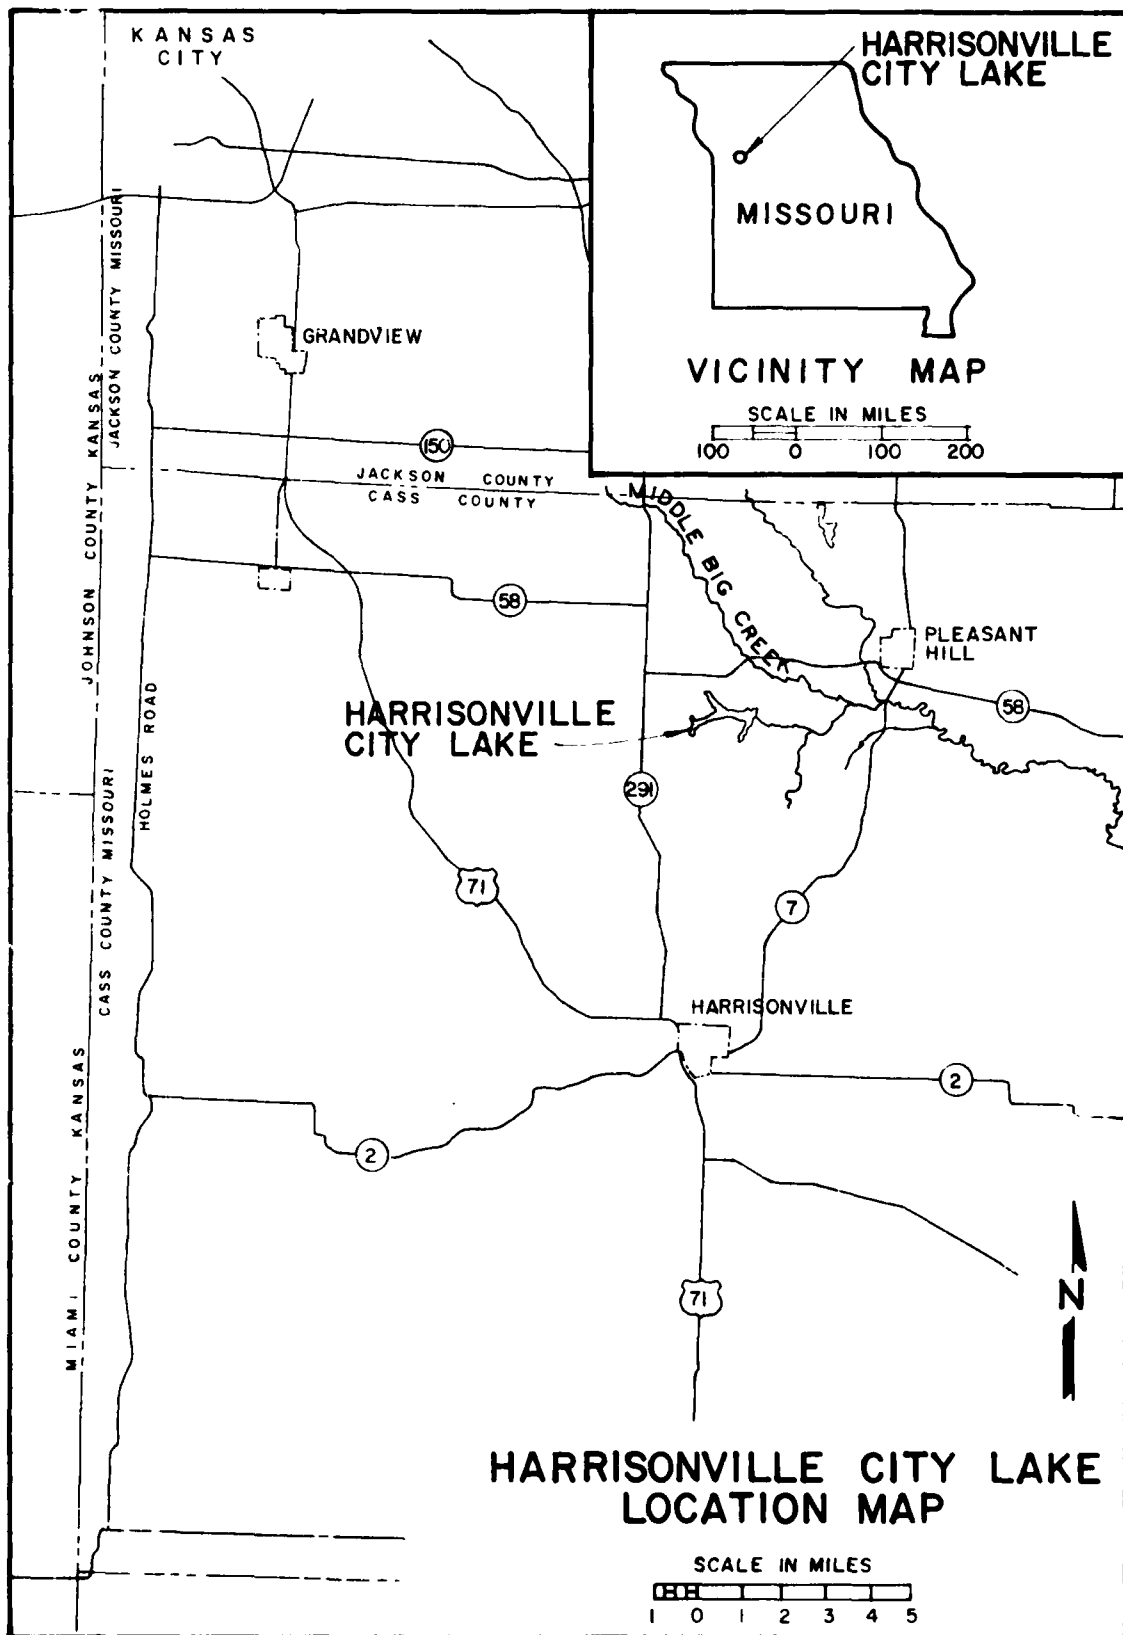 KANSAS
CITY
HARRISONVILLE
CITY LAKE
MISSOURI
VICINITY MAP
SCALE IN MILES
100 0 100 200
JACKSON COUNTY MISSOURI
JOHNSON COUNTY KANSAS
GRANDVIEW
150
JACKSON COUNTY
CASS COUNTY
MIDDLE BIG CREEK
58
PLEASANT
HILL
58
HARRISONVILLE
CITY LAKE
HOLMES ROAD
291
CASS COUNTY MISSOURI
71
7
HARRISONVILLE
2
2
MIAMI COUNTY KANSAS
71
N
HARRISONVILLE CITY LAKE
LOCATION MAP
SCALE IN MILES
1 0 1 2 3 4 5